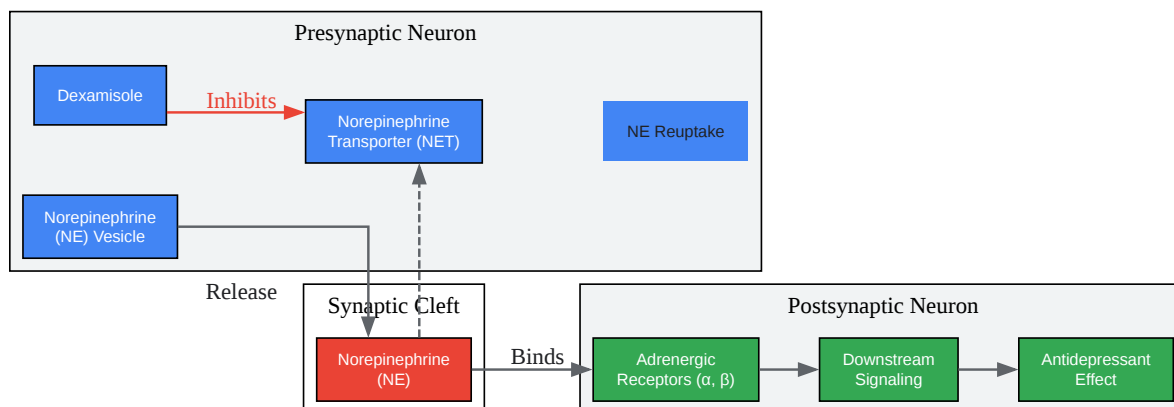 Presynaptic Neuron
Dexamisole
Inhibits
Norepinephrine
Transporter (NET)
NE Reuptake
Norepinephrine
(NE) Vesicle
Release
Synaptic Cleft
Norepinephrine
(NE)
Binds
Postsynaptic Neuron
Adrenergic
Receptors (α, β)
Downstream
Signaling
Antidepressant
Effect